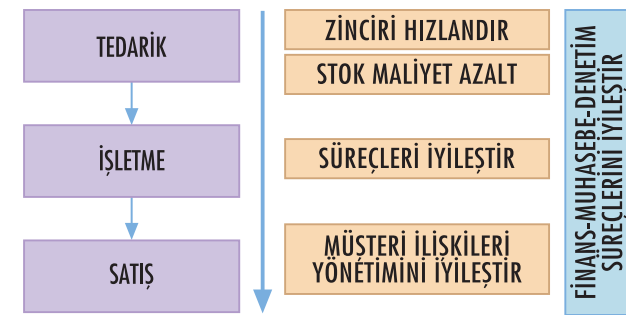 TEDARİK
ZİNCİRİ HIZLANDIR
STOK MALİYET AZALT
İŞLETME
SÜREÇLERİ İYİLEŞTİR
SATIŞ
MÜŞTERİ İLİŞKİLERİ
YÖNETİMİNİ İYİLEŞTİR
FİNANS-MUHASEBE-DENETİM
SÜREÇLERİNİ İYİLEŞTİR